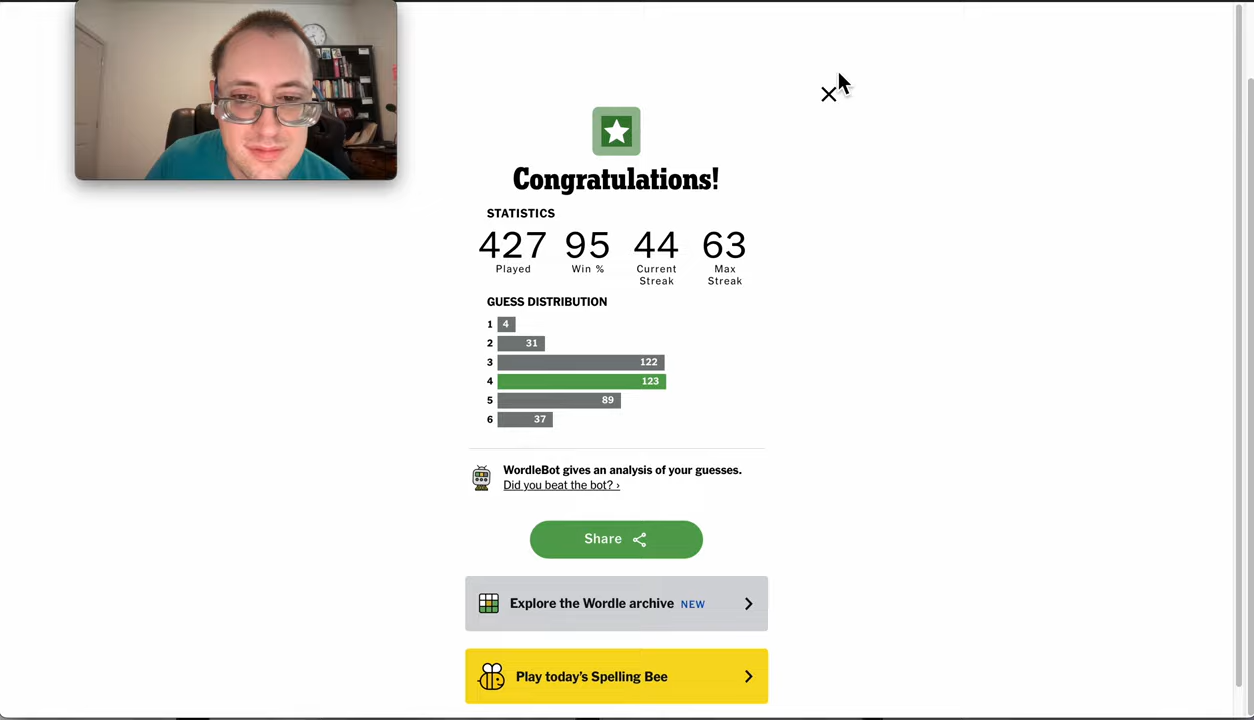 Congratulations!
STATISTICS
427 95 44 63
Played Win % Current Streak Max Streak
GUESS DISTRIBUTION
1 4
2 31
3 122
4 123
5 89
6 37
WordleBot gives an analysis of your guesses.
Did you beat the bot? ›
Share
Explore the Wordle archive NEW
Play today's Spelling Bee